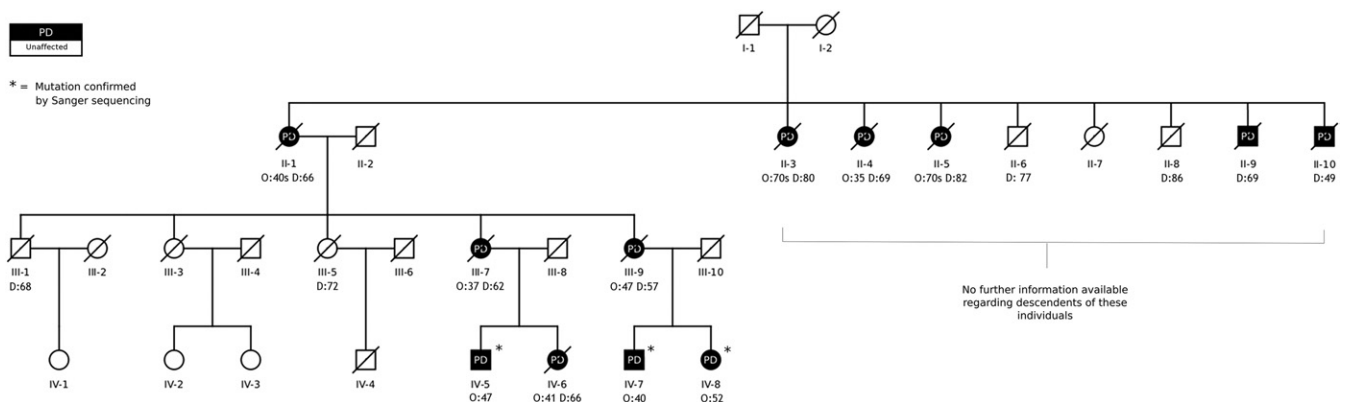 PD
Unaffected
* = Mutation confirmed
by Sanger sequencing
I-1
I-2
PD
PD
PD
PD
PD
PD
II-1
II-2
II-3
II-4
II-5
II-6
II-7
II-8
II-9
II-10
O:40s D:66
O:70s D:80
O:35 D:69
O:70s D:82
D: 77
D:86
D:69
D:49
PD
PD
III-1
III-2
III-3
III-4
III-5
III-6
III-7
III-8
III-9
III-10
D:68
D:72
O:37 D:62
O:47 D:57
No further information available
regarding descendents of these
individuals
PD
*
PD
PD
*
PD
*
IV-1
IV-2
IV-3
IV-4
IV-5
IV-6
IV-7
IV-8
O:47
O:41 D:66
O:40
O:52